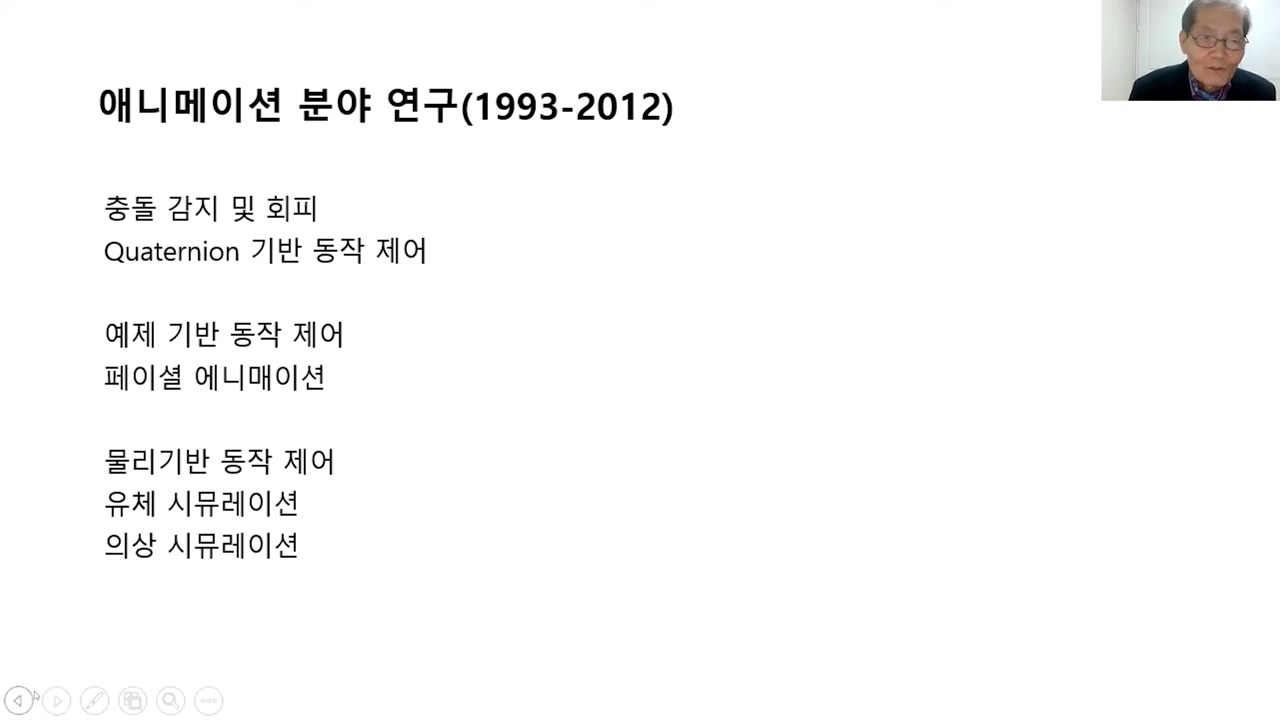 애니메이션 분야 연구(1993-2012)
충돌 감지 및 회피
Quaternion 기반 동작 제어
예제 기반 동작 제어
페이셜 에니매이션
물리기반 동작 제어
유체 시뮤레이션
의상 시뮤레이션